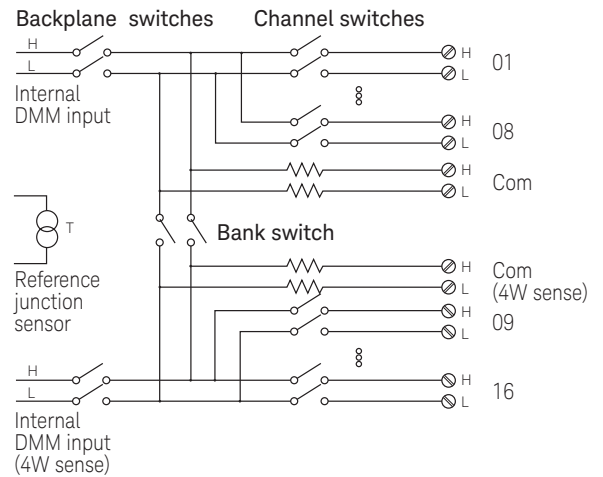 Backplane switches
Channel switches
H
L
Internal
DMM input
H
L
01
H
L
08
H
L
Com
T
Reference
junction
sensor
Bank switch
H
L
Com
(4W sense)
H
L
09
H
L
Internal
DMM input
(4W sense)
H
L
16